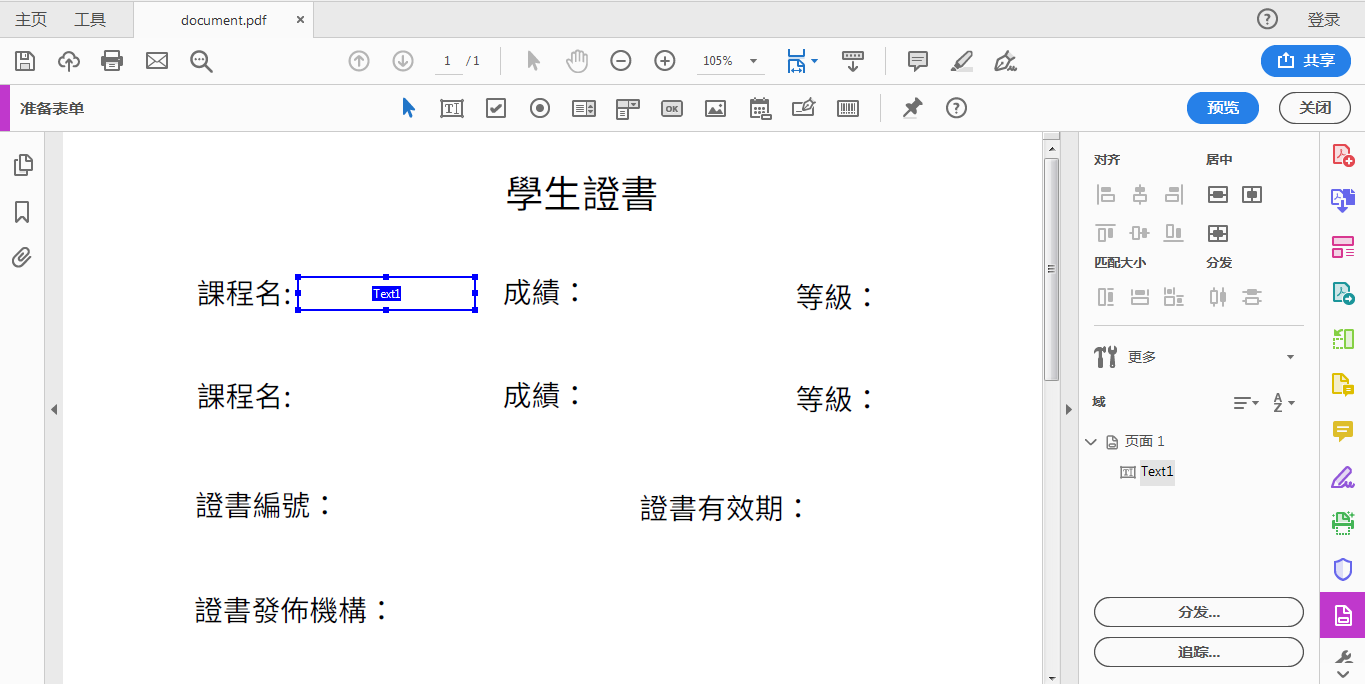 主页 工具 document.pdf × 登录
1 / 1 105% 共享
准备表单 OK 预览 关闭
學生證書
課程名: Text1 成績： 等級：
課程名: 成績： 等級：
證書編號： 證書有效期：
證書發佈機構：
对齐 居中
匹配大小 分发
更多
域 A Z
页面 1
Text1
分发...
追踪...